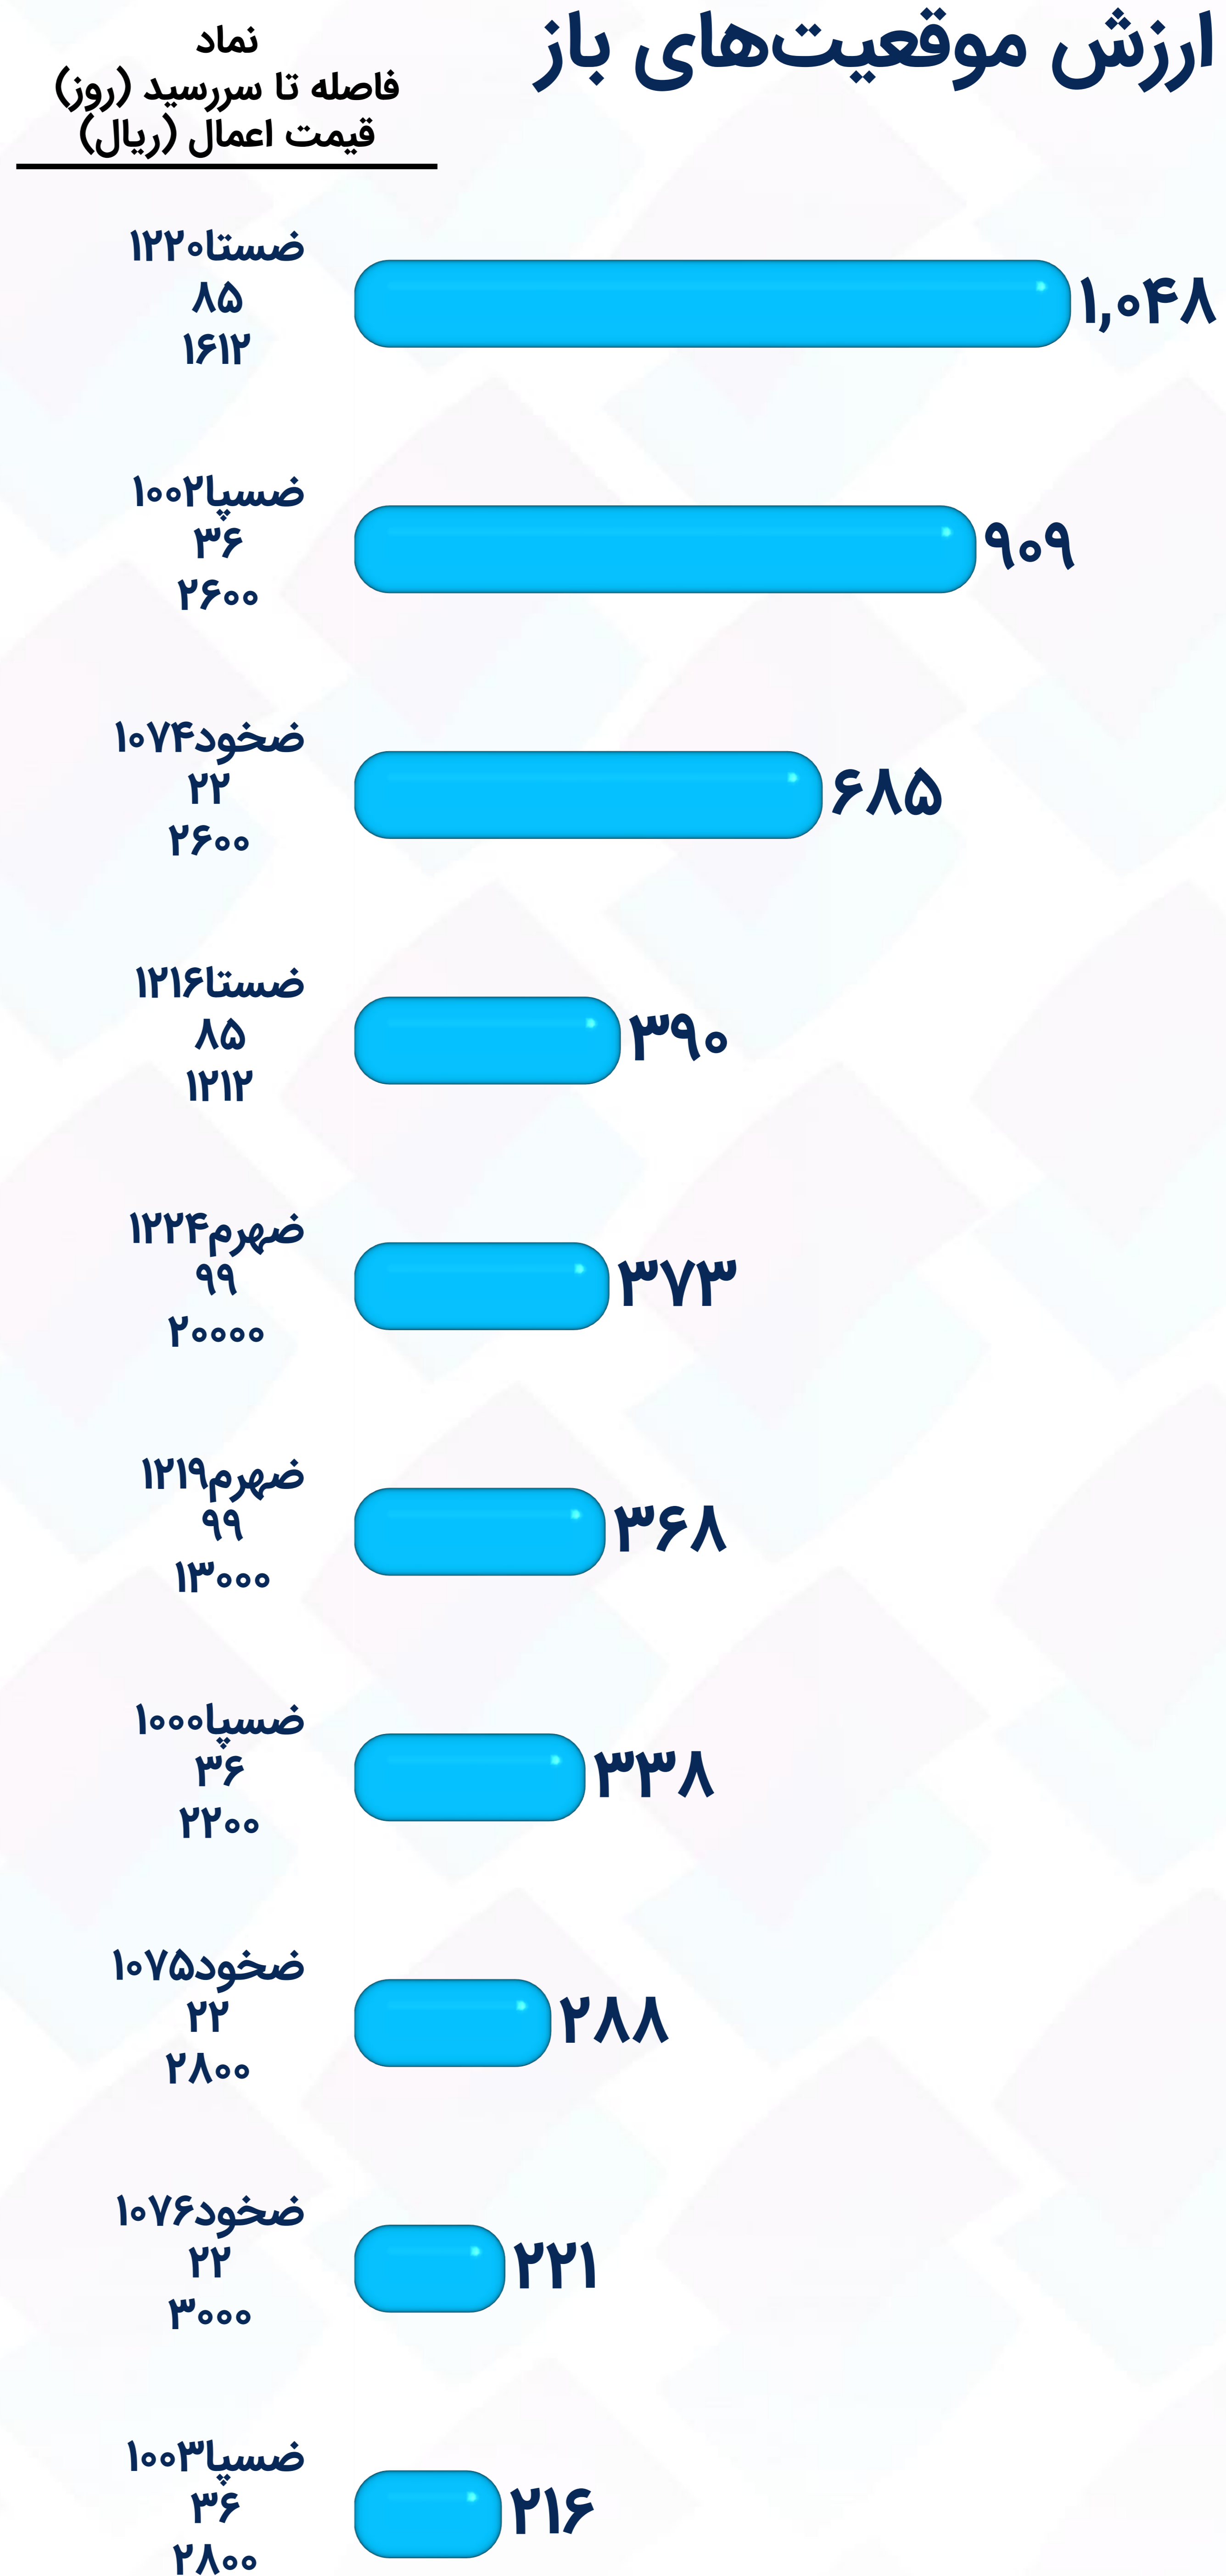 ارزش موقعیت‌های باز
نماد
فاصله تا سررسید (روز)
قیمت اعمال (ریال)
ضستا۱۲۲۰
۸۵
۱۶۱۲
۱,۰۴۸
ضسپا۱۰۰۲
۳۶
۲۶۰۰
۹۰۹
ضخود۱۰۷۴
۲۲
۲۶۰۰
۶۸۵
ضستا۱۲۱۶
۸۵
۱۲۱۲
۳۹۰
ضهرم۱۲۲۴
۹۹
۲۰۰۰۰
۳۷۳
ضهرم۱۲۱۹
۹۹
۱۳۰۰۰
۳۶۸
ضسپا۱۰۰۰
۳۶
۲۲۰۰
۳۳۸
ضخود۱۰۷۵
۲۲
۲۸۰۰
۲۸۸
ضخود۱۰۷۶
۲۲
۳۰۰۰
۲۲۱
ضسپا۱۰۰۳
۳۶
۲۸۰۰
۲۱۶